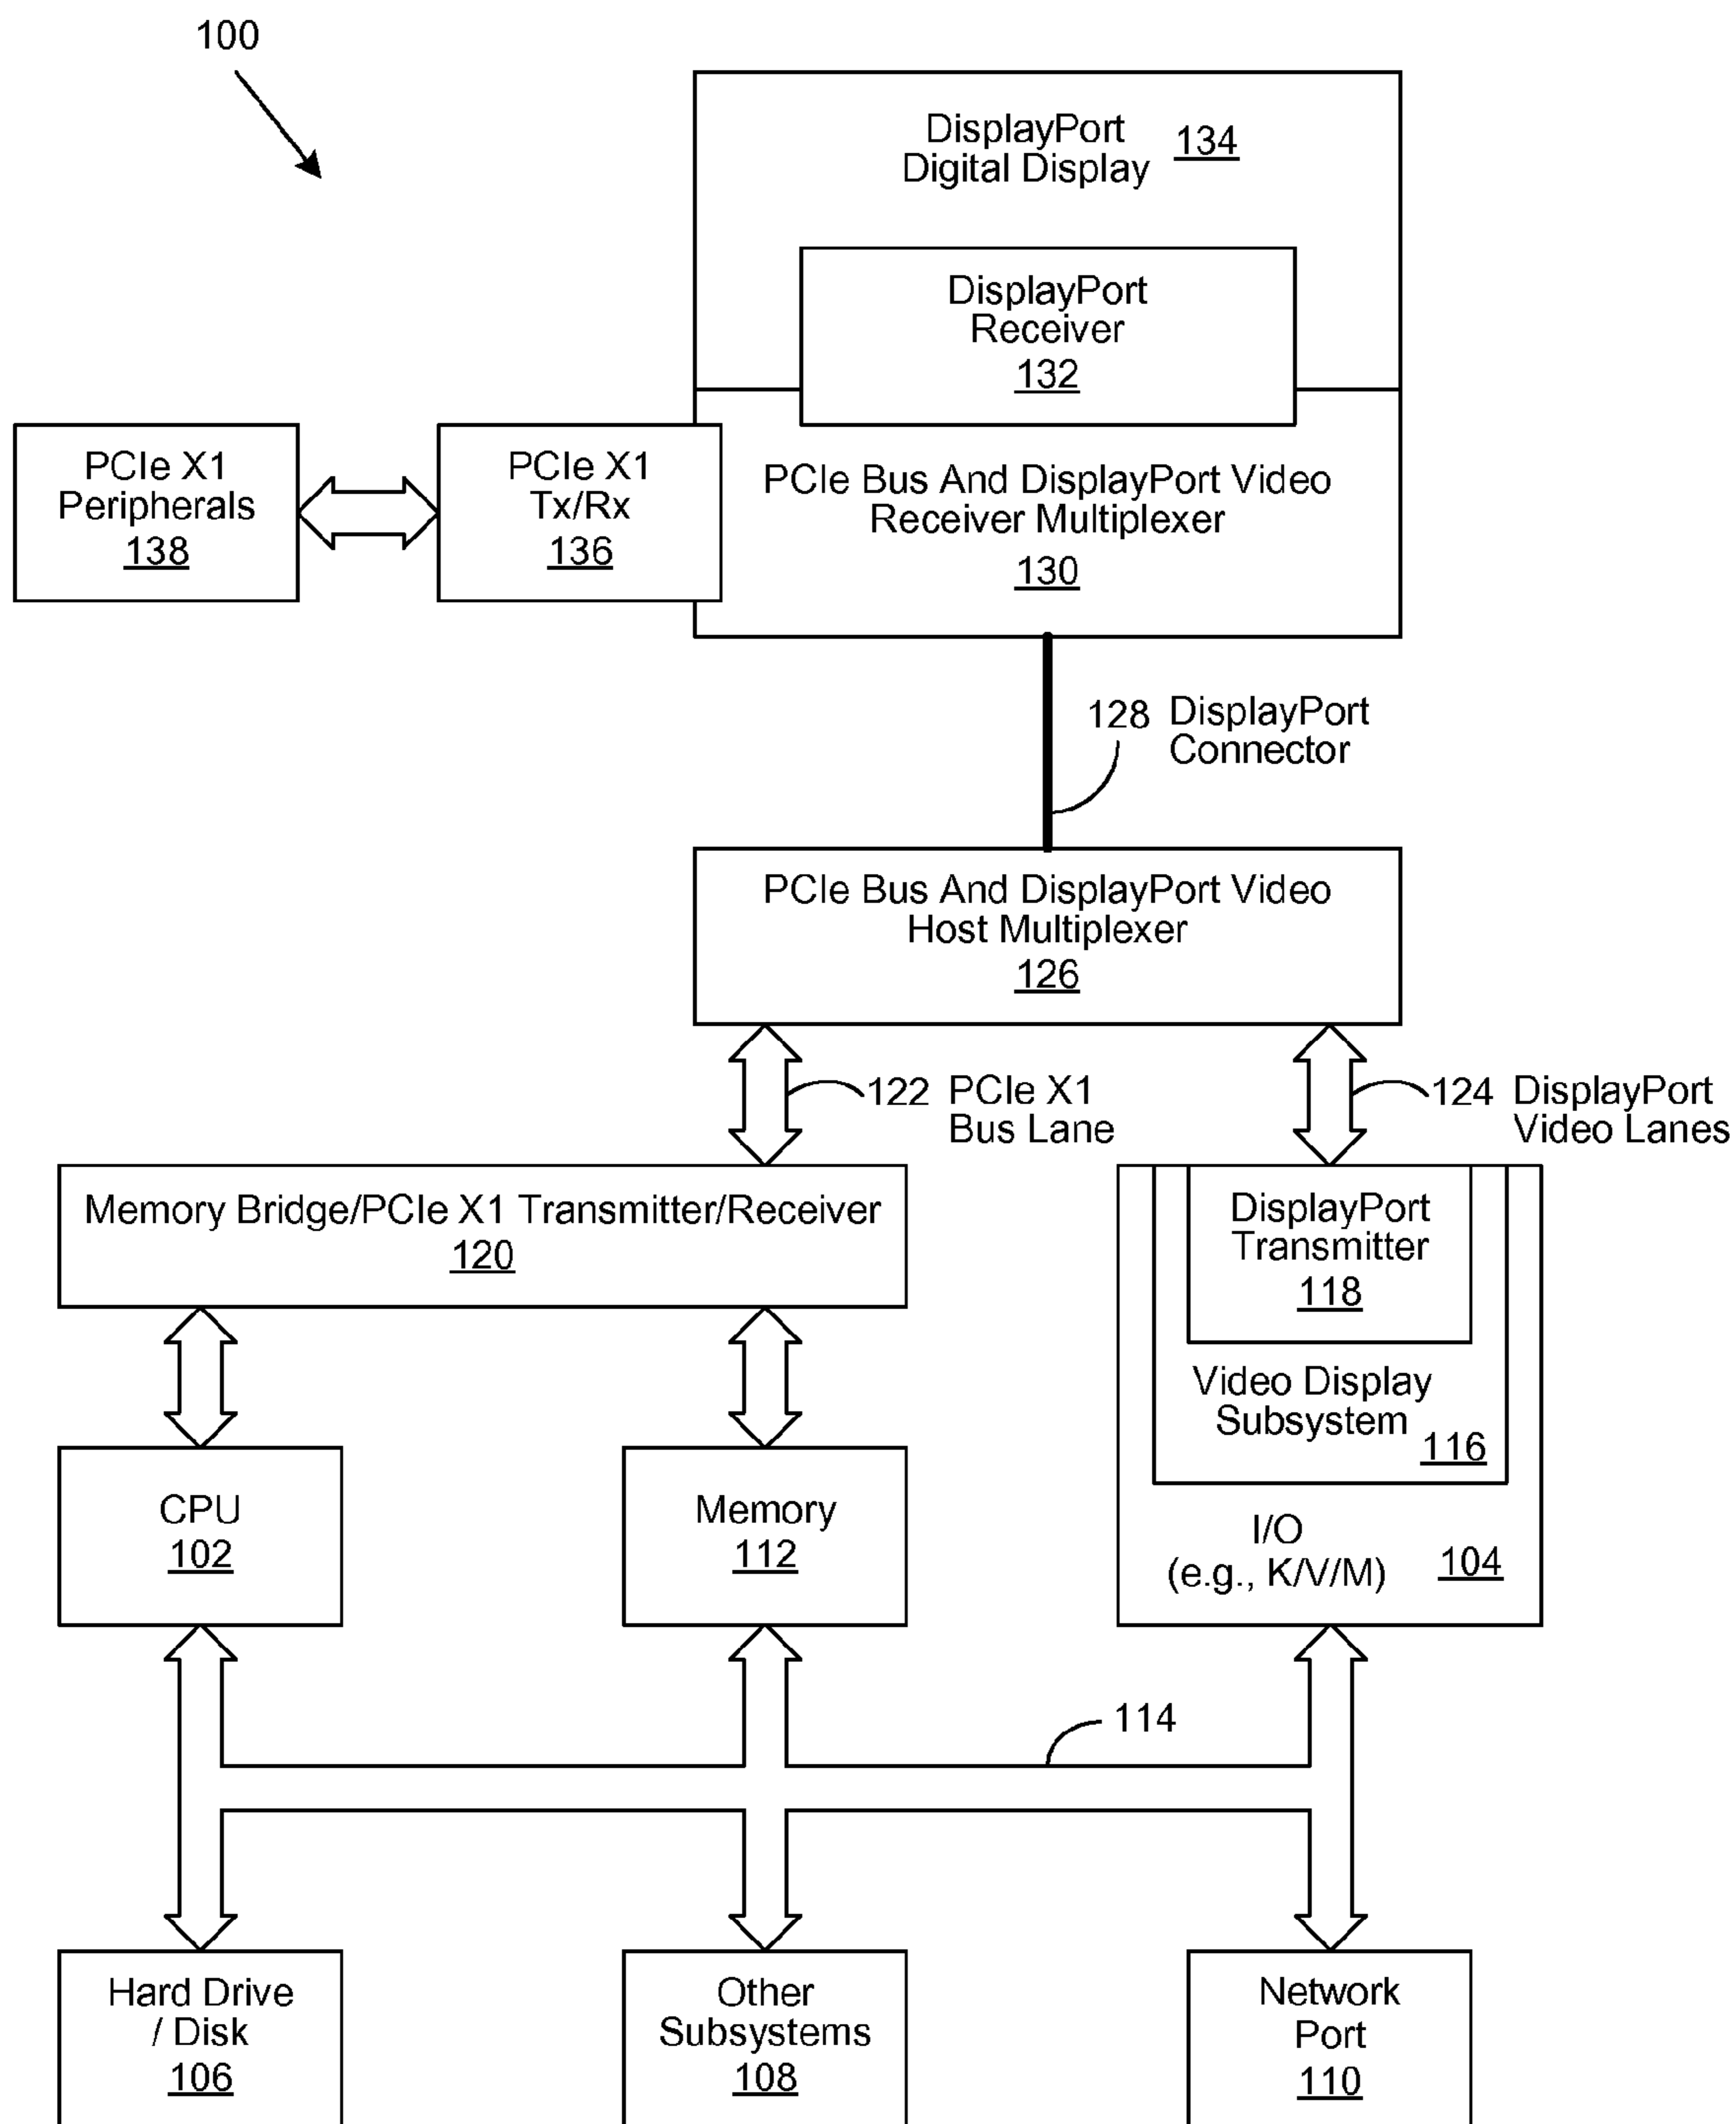 100
DisplayPort
Digital Display
134
DisplayPort
Receiver
132
PCIe X1
Peripherals
138
PCIe X1
Tx/Rx
136
PCIe Bus And DisplayPort Video
Receiver Multiplexer
130
128 DisplayPort
Connector
PCIe Bus And DisplayPort Video
Host Multiplexer
126
122 PCIe X1
Bus Lane
124 DisplayPort
Video Lanes
Memory Bridge/PCIe X1 Transmitter/Receiver
120
DisplayPort
Transmitter
118
Video Display
Subsystem
116
CPU
102
Memory
112
I/O
(e.g., K/V/M)
104
114
Hard Drive
/ Disk
106
Other
Subsystems
108
Network
Port
110